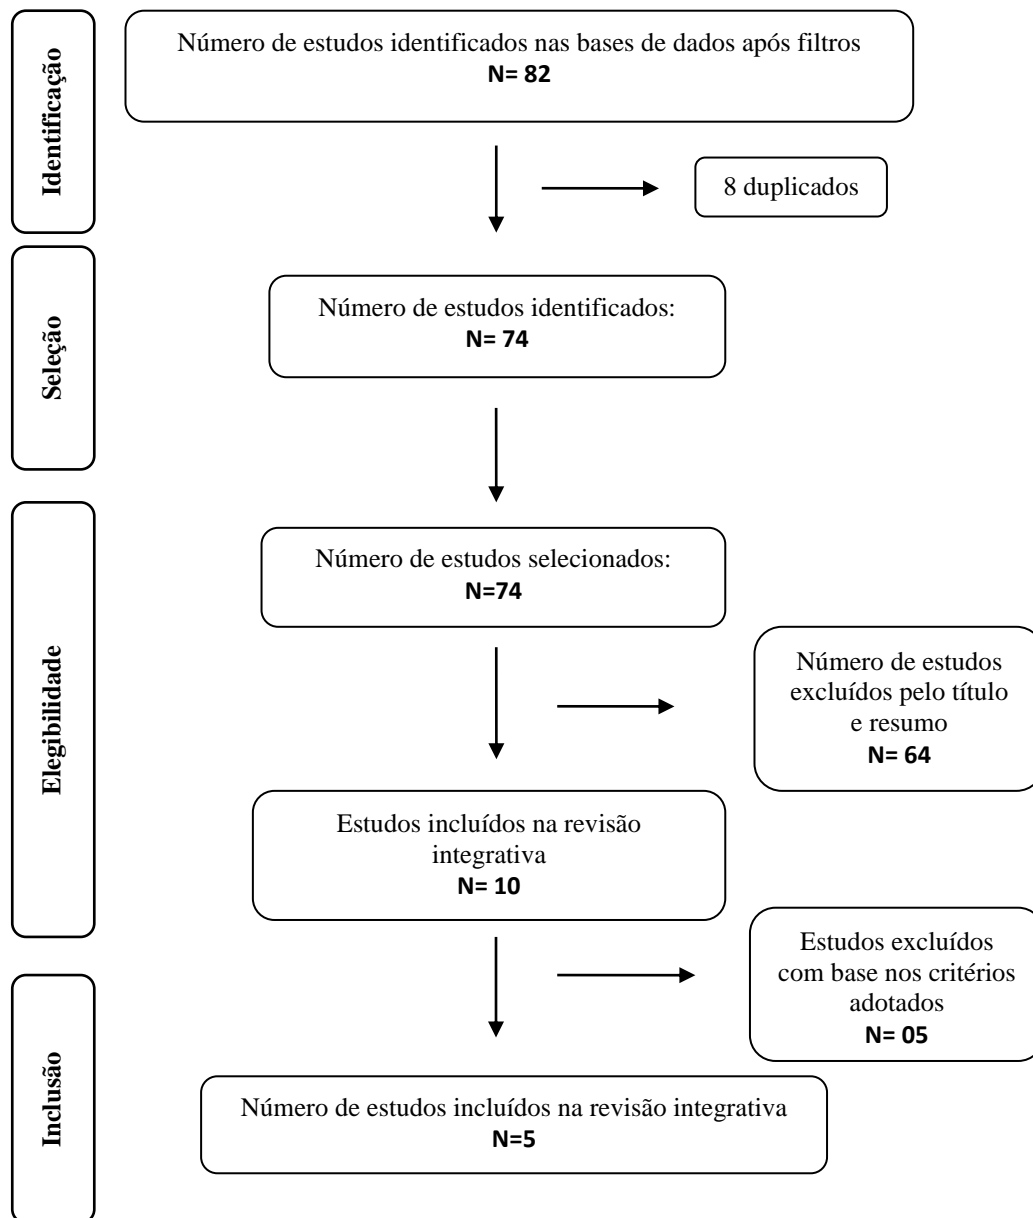 Identificação
Número de estudos identificados nas bases de dados após filtros
N= 82
8 duplicados
Seleção
Número de estudos identificados:
N= 74
Elegibilidade
Número de estudos selecionados:
N=74
Número de estudos
excluídos pelo título
e resumo
N= 64
Estudos incluídos na revisão
integrativa
N= 10
Estudos excluídos
com base nos critérios
adotados
N= 05
Inclusão
Número de estudos incluídos na revisão integrativa
N=5